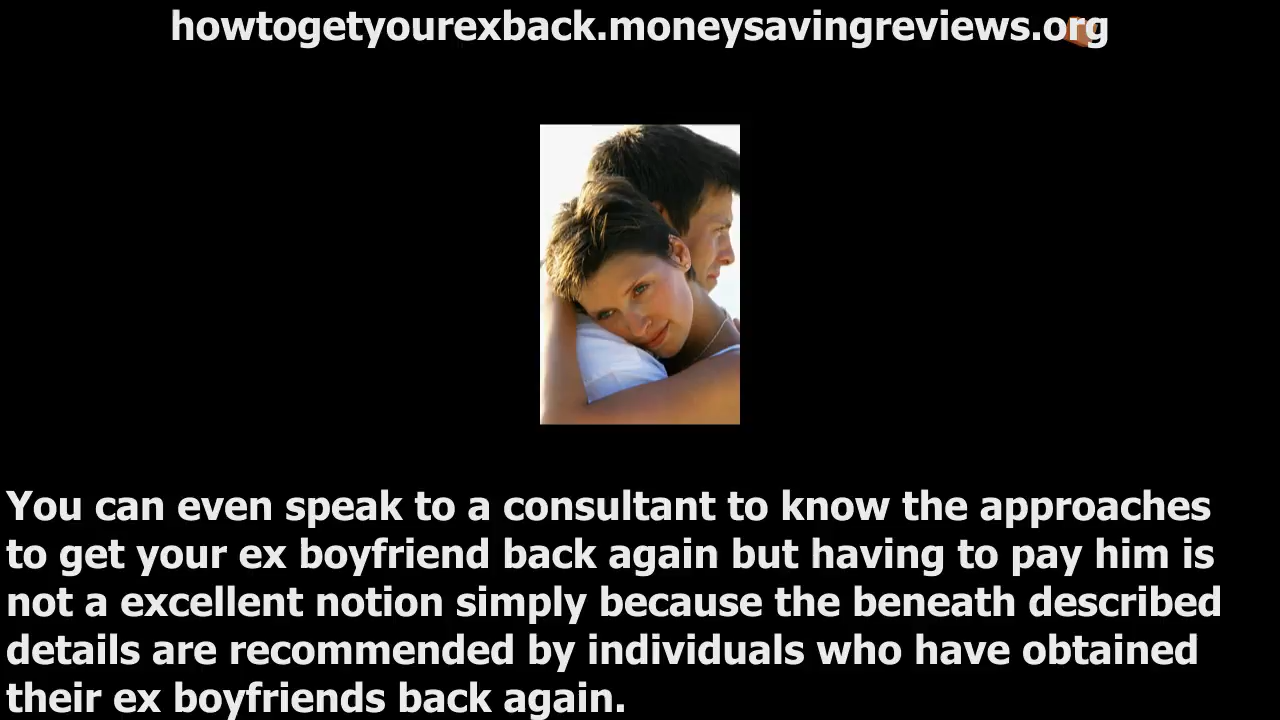 howtogetyourexback.moneysavingreviews.org
You can even speak to a consultant to know the approaches
to get your ex boyfriend back again but having to pay him is
not a excellent notion simply because the beneath described
details are recommended by individuals who have obtained
their ex boyfriends back again.